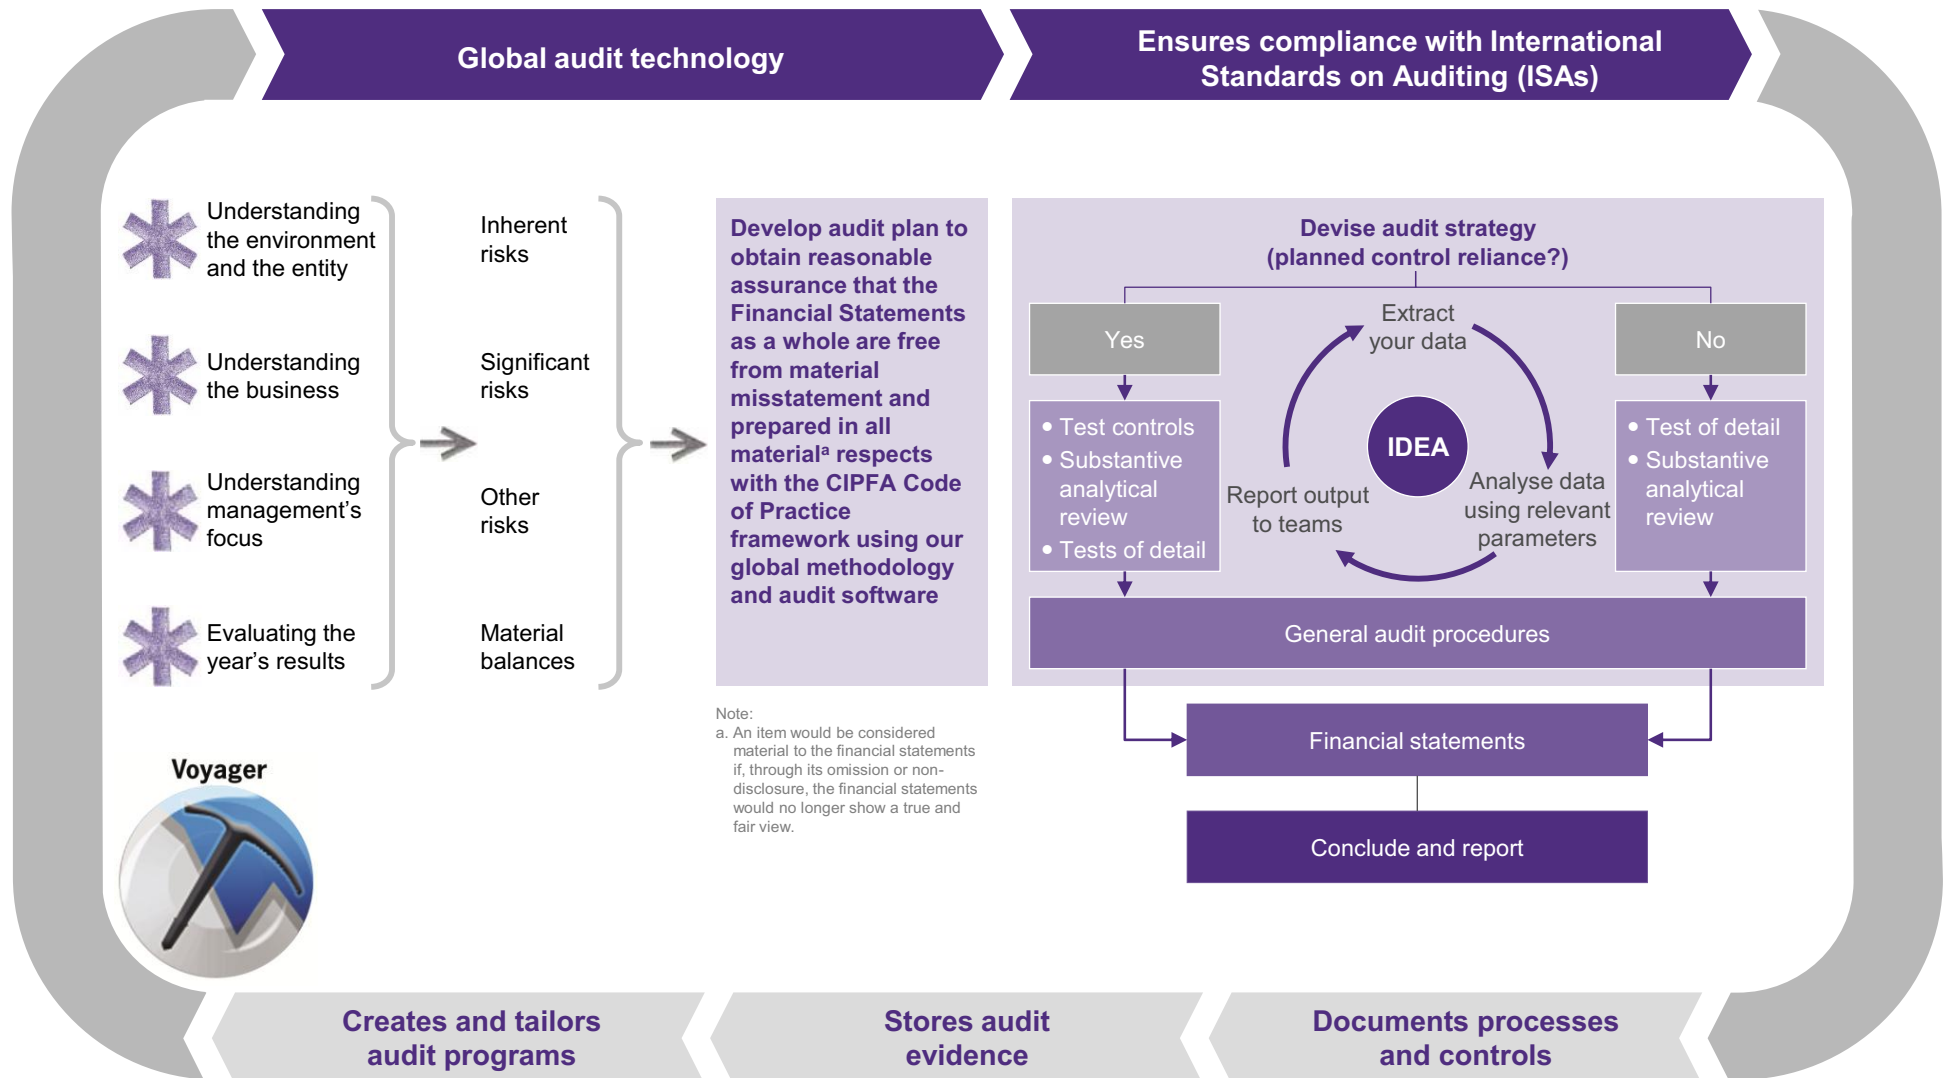 Global audit technology
Ensures compliance with International
Standards on Auditing (ISAs)
Understanding
the environment
and the entity
Understanding
the business
Understanding
management’s
focus
Evaluating the
year’s results
Inherent
risks
Significant
risks
Other
risks
Material
balances
Develop audit plan to
obtain reasonable
assurance that the
Financial Statements
as a whole are free
from material
misstatement and
prepared in all
materialᵃ respects
with the CIPFA Code
of Practice
framework using our
global methodology
and audit software
Note:
a. An item would be considered
material to the financial statements
if, through its omission or non-
disclosure, the financial statements
would no longer show a true and
fair view.
Devise audit strategy
(planned control reliance?)
Yes
• Test controls
• Substantive
analytical
review
• Tests of detail
Extract
your data
IDEA
Analyse data
using relevant
parameters
Report output
to teams
No
• Test of detail
• Substantive
analytical
review
General audit procedures
Financial statements
Conclude and report
Voyager
Creates and tailors
audit programs
Stores audit
evidence
Documents processes
and controls